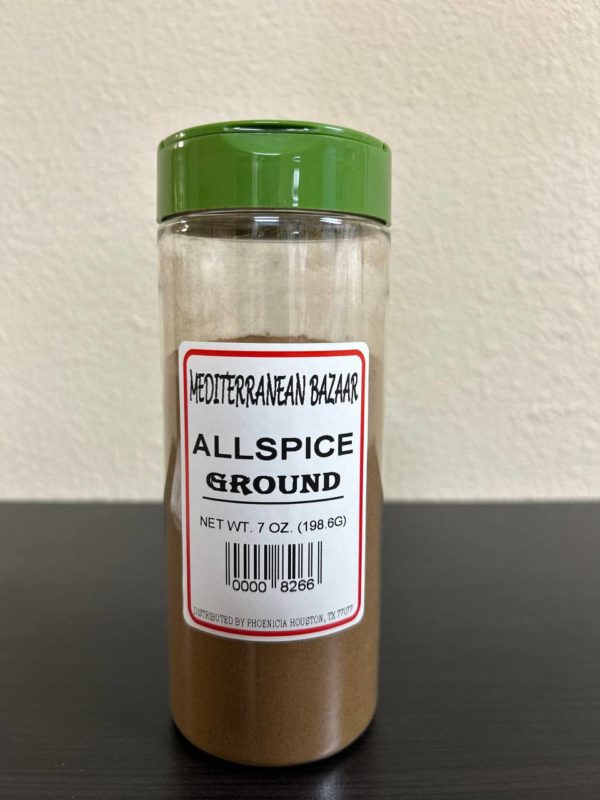 MEDITERRANEAN BAZAAR
ALLSPICE
GROUND
NET WT. 7 OZ. (198.6G)
0000 8266
DISTRIBUTED BY PHOENICIA HOUSTON, TX 77077